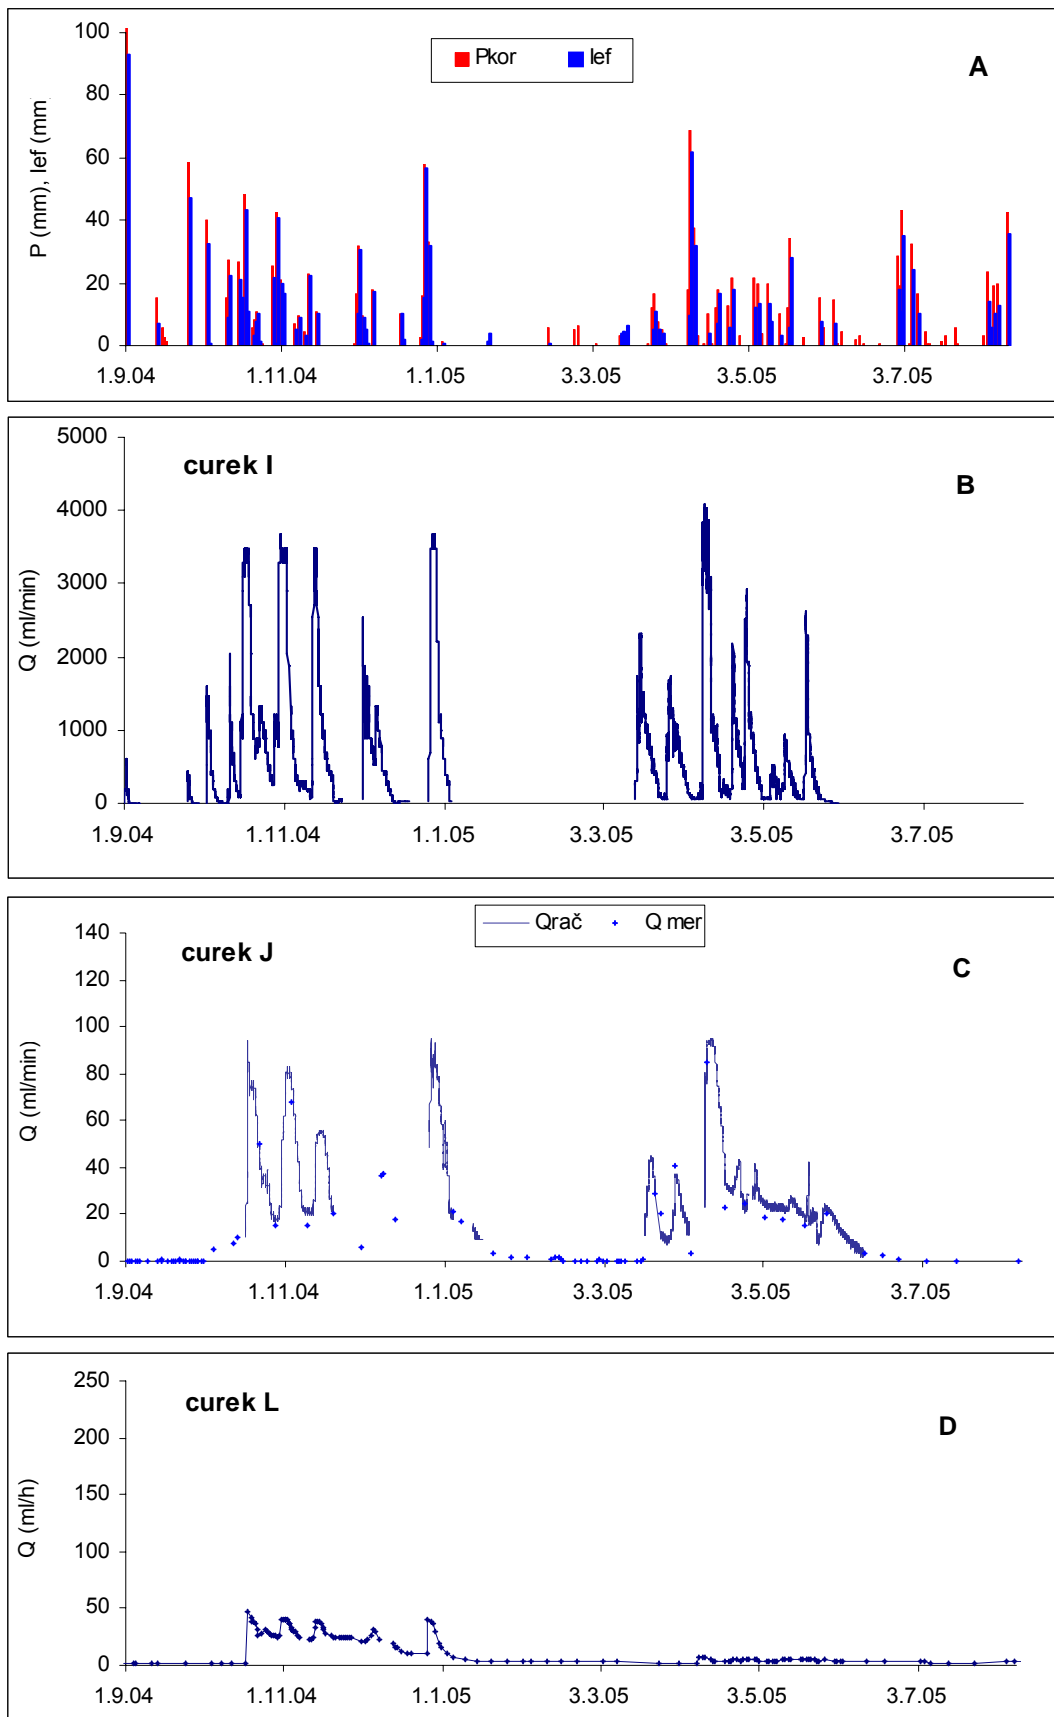 100
80
60
40
20
0
P (mm), Ief (mm
Pkor Ief
A
1.9.04 1.11.04 1.1.05 3.3.05 3.5.05 3.7.05
5000
4000
3000
2000
1000
0
Q (ml/min)
curek I
B
1.9.04 1.11.04 1.1.05 3.3.05 3.5.05 3.7.05
Qrač Q mer
140
120
100
80
60
40
20
0
Q (ml/min)
curek J
C
1.9.04 1.11.04 1.1.05 3.3.05 3.5.05 3.7.05
250
200
150
100
50
0
Q (ml/h)
curek L
D
1.9.04 1.11.04 1.1.05 3.3.05 3.5.05 3.7.05